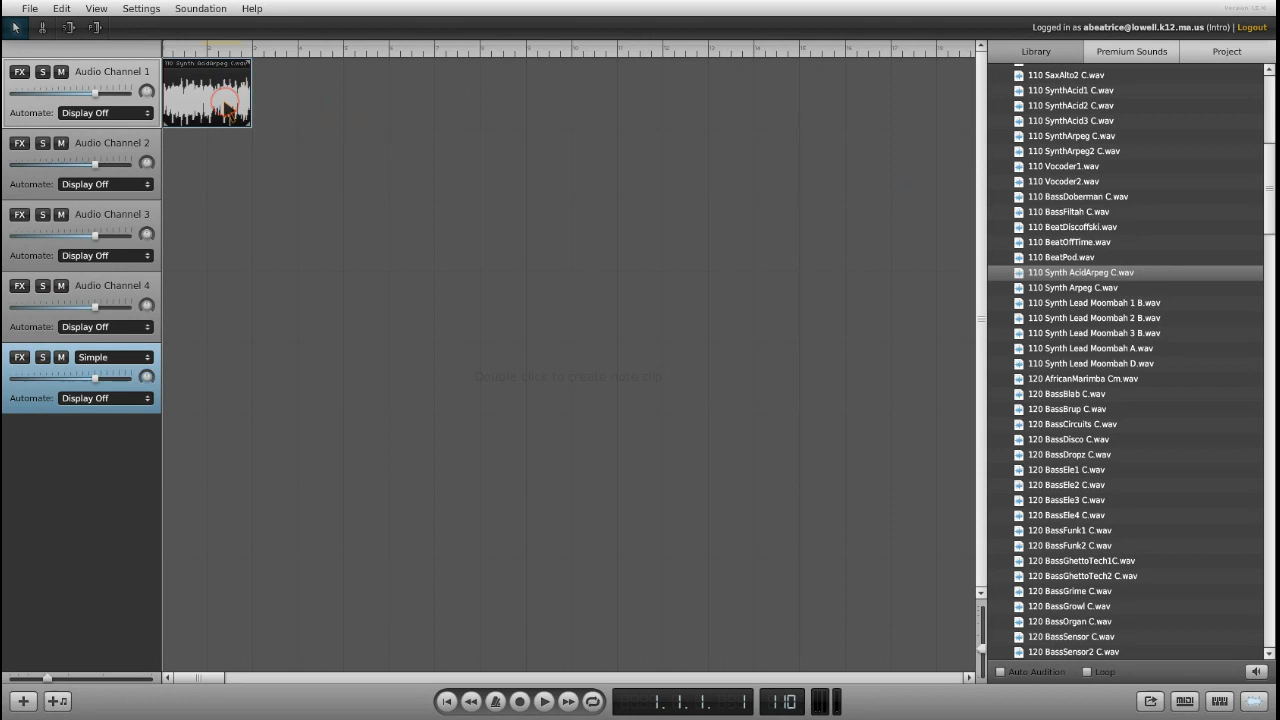 File Edit View Settings Soundation Help
Logged in as abeatrice@lowell.k12.ma.us (Intro) | Logout
Library Premium Sounds Project
FX S M Audio Channel 1
Automate: Display Off
FX S M Audio Channel 2
Automate: Display Off
FX S M Audio Channel 3
Automate: Display Off
FX S M Audio Channel 4
Automate: Display Off
FX S M Simple
Automate: Display Off
110 Synth AcidArpeg C.wav
Double click to create note clip
110 SaxAlto2 C.wav
110 SynthAcid1 C.wav
110 SynthAcid2 C.wav
110 SynthAcid3 C.wav
110 SynthArpeg C.wav
110 SynthArpeg2 C.wav
110 Vocoder1.wav
110 Vocoder2.wav
110 BassDoberman C.wav
110 BassFiltah C.wav
110 BeatDiscoffski.wav
110 BeatOffTime.wav
110 BeatPod.wav
110 Synth AcidArpeg C.wav
110 Synth Arpeg C.wav
110 Synth Lead Moombah 1 B.wav
110 Synth Lead Moombah 2 B.wav
110 Synth Lead Moombah 3 B.wav
110 Synth Lead Moombah A.wav
110 Synth Lead Moombah D.wav
120 AfricanMarimba Cm.wav
120 BassBlab C.wav
120 BassBrup C.wav
120 BassCircuits C.wav
120 BassDisco C.wav
120 BassDropz C.wav
120 BassEle1 C.wav
120 BassEle2 C.wav
120 BassEle3 C.wav
120 BassEle4 C.wav
120 BassFunk1 C.wav
120 BassFunk2 C.wav
120 BassGhettoTech1C.wav
120 BassGhettoTech2 C.wav
120 BassGrime C.wav
120 BassGrowl C.wav
120 BassOrgan C.wav
120 BassSensor C.wav
120 BassSensor2 C.wav
Auto Audition Loop
1. 1. 1. 1 110